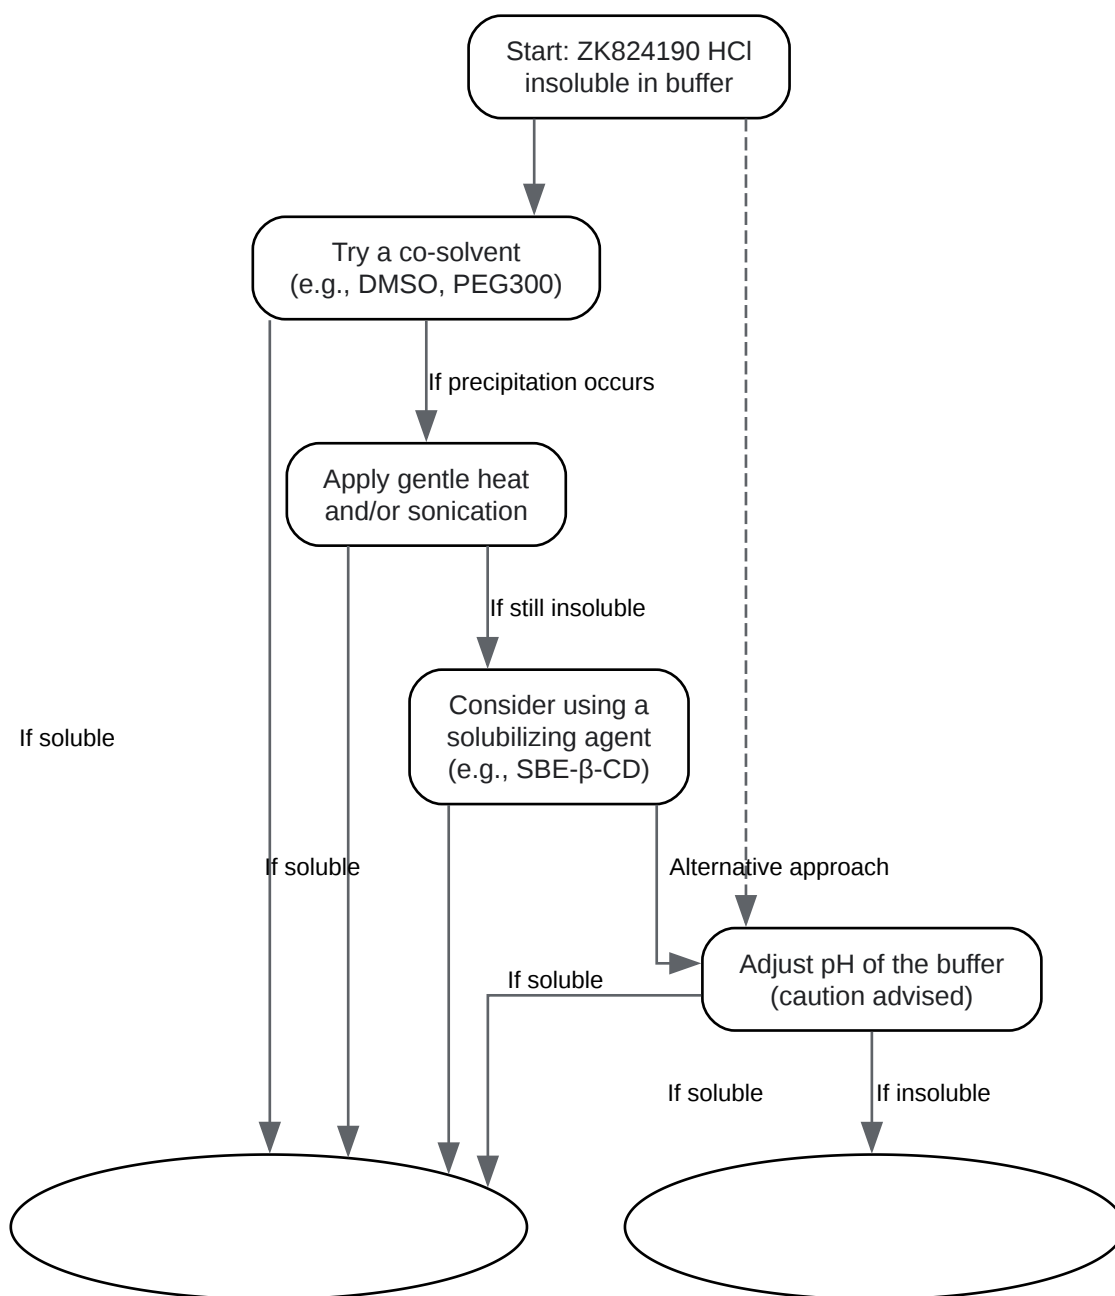 Start: ZK824190 HCl
insoluble in buffer
Try a co-solvent
(e.g., DMSO, PEG300)
If precipitation occurs
Apply gentle heat
and/or sonication
If still insoluble
Consider using a
solubilizing agent
(e.g., SBE-β-CD)
If soluble
If soluble
Alternative approach
Adjust pH of the buffer
(caution advised)
If soluble
If soluble
If insoluble